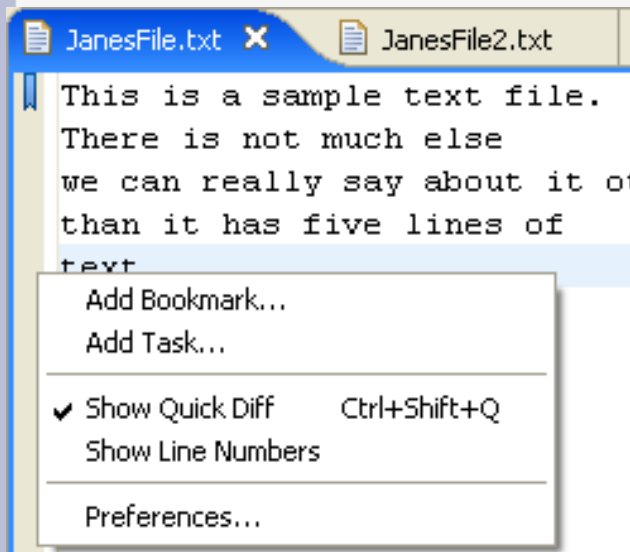 JanesFile.txt JanesFile2.txt
This is a sample text file.
There is not much else
we can really say about it
than it has five lines of
text
Add Bookmark...
Add Task...
Show Quick Diff Ctrl+Shift+Q
Show Line Numbers
Preferences...